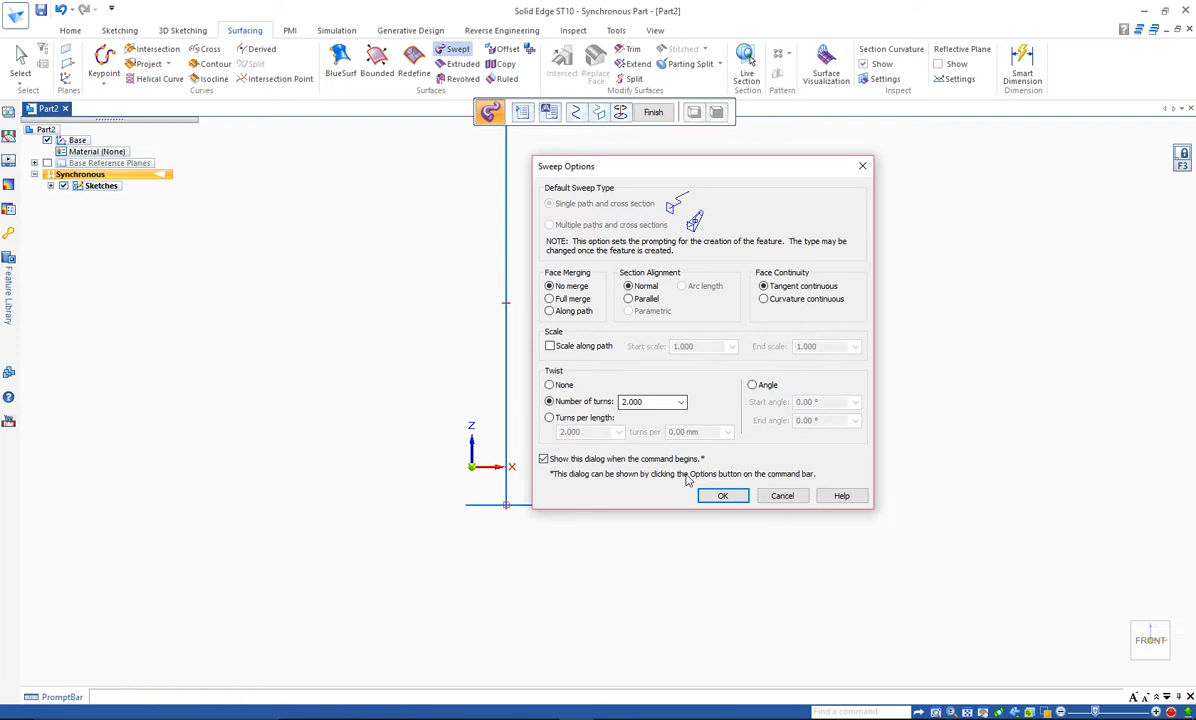 Solid Edge ST10 - Synchronous Part - [Part2]
Home Sketching 3D Sketching Surfacing PMI Simulation Generative Design Reverse Engineering Inspect Tools View
Intersection Cross Derived Swept Offset Trim Stitched Section Curvature Reflective Plane
Project Contour Split Extruded Copy Extend Parting Split Show Show
Select Keypoint Helical Curve Isocline Intersection Point BlueSurf Bounded Redefine Revolved Ruled Intersect Replace Face Split Live Section Surface Visualization Settings Settings Smart Dimension
Select Planes Curves Surfaces Modify Surfaces Section Pattern Dimension
Part2
Finish
Part2
Base
Material (None)
Base Reference Planes
Synchronous
Sketches
F3
Feature Library
You
Z
X
Sweep Options
Default Sweep Type
Single path and cross section
Multiple paths and cross sections
NOTE: This option sets the prompting for the creation of the feature. The type may be
changed once the feature is created.
Face Merging Section Alignment Face Continuity
No merge Normal Arc length Tangent continuous
Full merge Parallel Curvature continuous
Along path Parametric
Scale
Scale along path Start scale: 1.000 End scale: 1.000
Twist
None Angle
Number of turns: 2.000 Start angle: 0.00 °
Turns per length: End angle: 0.00 °
2.000 turns per 0.00 mm
Show this dialog when the command begins.*
*This dialog can be shown by clicking the Options button on the command bar.
OK Cancel Help
FRONT
PromptBar
A A
Find a command